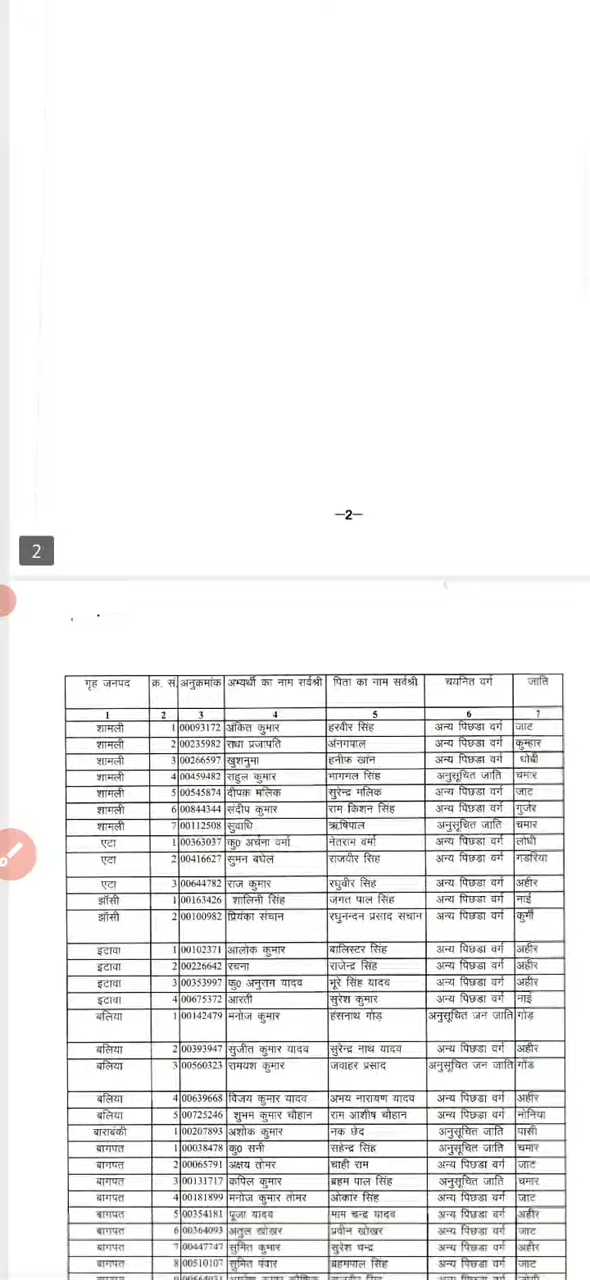 –2–
2
गृह जनपद क्र. सं. अनुक्रमांक अभ्यर्थी का नाम सर्वश्री पिता का नाम सर्वश्री चयनित वर्ग जाति
1 2 3 4 5 6 7
शामली 1 00093172 अंकित कुमार हरवीर सिंह अन्य पिछडा वर्ग जाट
शामली 2 00235982 राधा प्रजापति अंनगपाल अन्य पिछडा वर्ग कुम्हार
शामली 3 00266597 खुशनुमा हनीफ खांन अन्य पिछडा वर्ग धोबी
शामली 4 00459482 राहुल कुमार भागमल सिंह अनुसूचित जाति चमार
शामली 5 00545874 दीपक मलिक सुरेन्द्र मलिक अन्य पिछडा वर्ग जाट
शामली 6 00844344 संदीप कुमार राम किशन सिंह अन्य पिछडा वर्ग गुर्जर
शामली 7 00112508 सुवाधि ऋषिपाल अनुसूचित जाति चमार
एटा 1 00363037 कु0 अर्चना वर्मा नेतराम वर्मा अन्य पिछडा वर्ग लोधी
एटा 2 00416627 सुमन बघेल राजवीर सिंह अन्य पिछडा वर्ग गडरिया
एटा 3 00644782 राज कुमार रघुवीर सिंह अन्य पिछडा वर्ग अहीर
झॉसी 1 00163426 शालिनी सिंह जगत पाल सिंह अन्य पिछडा वर्ग नाई
झॉसी 2 00100982 प्रियंका संचान रघुनन्दन प्रसाद सचान अन्य पिछडा वर्ग कुर्मी
इटावा 1 00102371 आलोक कुमार बालिस्टर सिंह अन्य पिछडा वर्ग अहीर
इटावा 2 00226642 रचना राजेन्द्र सिंह अन्य पिछडा वर्ग अहीर
इटावा 3 00353997 कु0 अनुराग यादव भूरे सिंह यादव अन्य पिछडा वर्ग अहीर
इटावा 4 00675372 आरती सुरेश कुमार अन्य पिछडा वर्ग नाई
बलिया 1 00142479 मनोज कुमार हंसनाथ गोड़ अनुसूचित जन जाति गोंड़
बलिया 2 00393947 सुजीत कुमार यादव सुरेन्द्र नाथ यादव अन्य पिछडा वर्ग अहीर
बलिया 3 00560323 रामयश कुमार जवाहर प्रसाद अनुसूचित जन जाति गोंड
बलिया 4 00639668 विजय कुमार यादव अभय नारायण यादव अन्य पिछडा वर्ग अहीर
बलिया 5 00725246 शुभम कुमार चौहान राम आशीष चौहान अन्य पिछडा वर्ग नोनिया
बाराबंकी 1 00207893 अशोक कुमार नक छेद अनुसूचित जाति पासी
बागपत 1 00038478 कु0 सनी सहेन्द्र सिंह अनुसूचित जाति चमार
बागपत 2 00065791 अक्षय तोमर चाही राम अन्य पिछडा वर्ग जाट
बागपत 3 00131717 कपिल कुमार ब्रहम पाल सिंह अनुसूचित जाति चमार
बागपत 4 00181899 मनोज कुमार तोमर ओंकार सिंह अन्य पिछडा वर्ग जाट
बागपत 5 00354181 पूजा यादव माम चन्द्र यादव अन्य पिछडा वर्ग अहीर
बागपत 6 00364093 अतुल खोखर प्रवीन खोखर अन्य पिछडा वर्ग जाट
बागपत 7 00447747 सुमित कुमार सुरेश चन्द्र अन्य पिछडा वर्ग अहीर
बागपत 8 00510107 सुमित पंवार ब्रहमपाल सिंह अन्य पिछडा वर्ग जाट